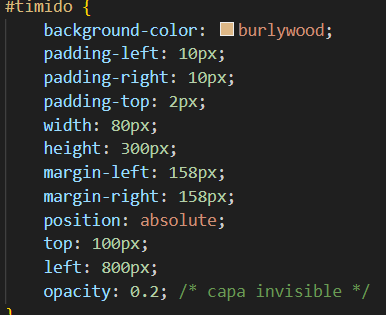 #timido {
background-color: burlywood;
padding-left: 10px;
padding-right: 10px;
padding-top: 2px;
width: 80px;
height: 300px;
margin-left: 158px;
margin-right: 158px;
position: absolute;
top: 100px;
left: 800px;
opacity: 0.2; /* capa invisible */
}